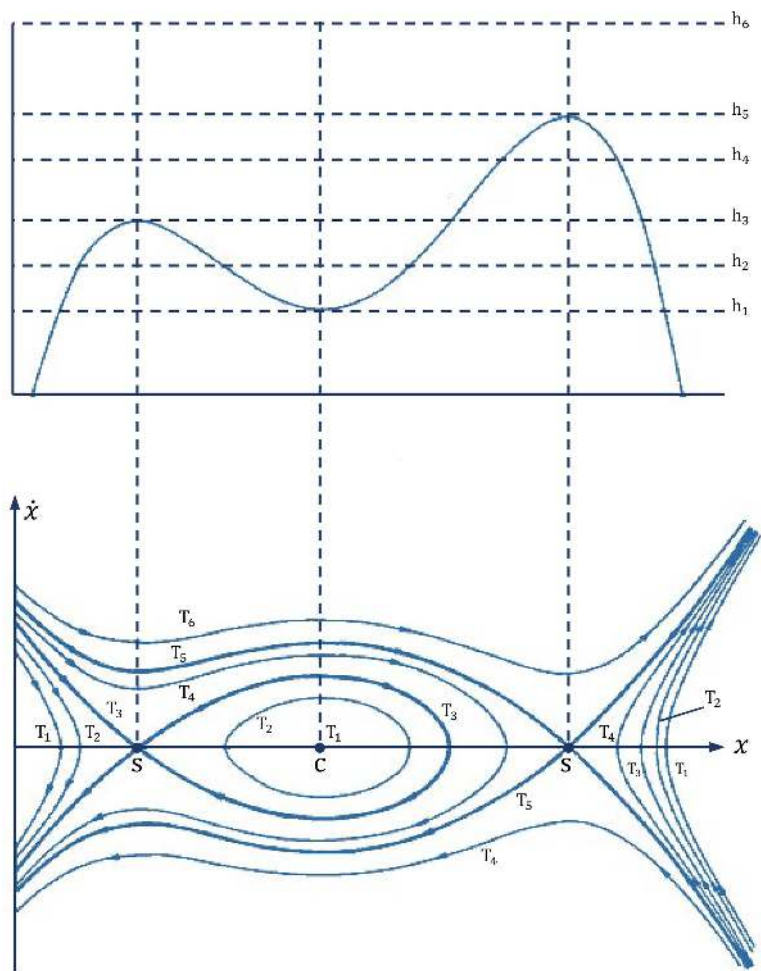 h₆
h₅
h₄
h₃
h₂
h₁
ẋ
T₆
T₅
T₄
T₃
T₃
T₂
T₂
T₁
T₂
T₁
T₄
T₃
T₁
x
S
C
S
T₅
T₄